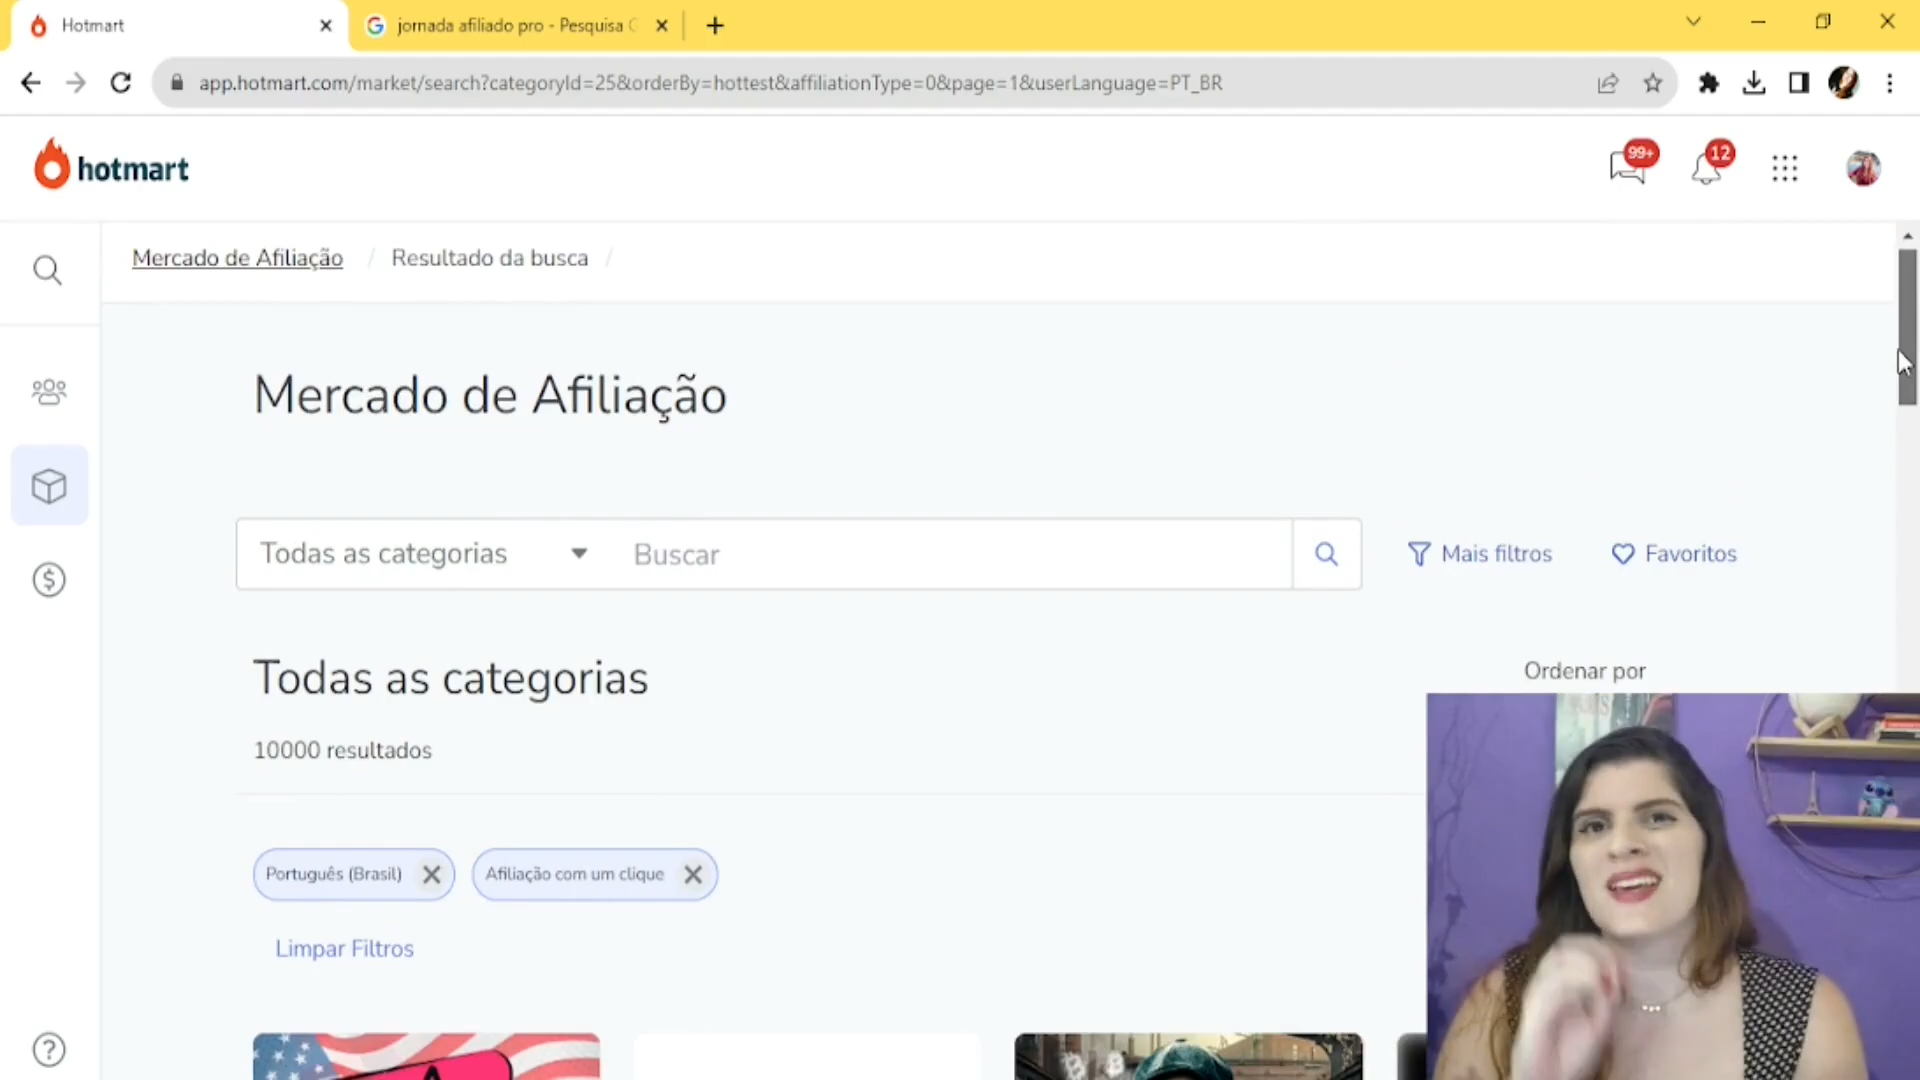 Hotmart
jornada afiliado pro - Pesquisa
app.hotmart.com/market/search?categoryId=25&orderBy=hottest&affiliationType=0&page=1&userLanguage=PT_BR
hotmart
99+
12
Mercado de Afiliação / Resultado da busca /
Mercado de Afiliação
Todas as categorias
Buscar
Mais filtros
Favoritos
Todas as categorias
Ordenar por
10000 resultados
Português (Brasil)
Afiliação com um clique
Limpar Filtros